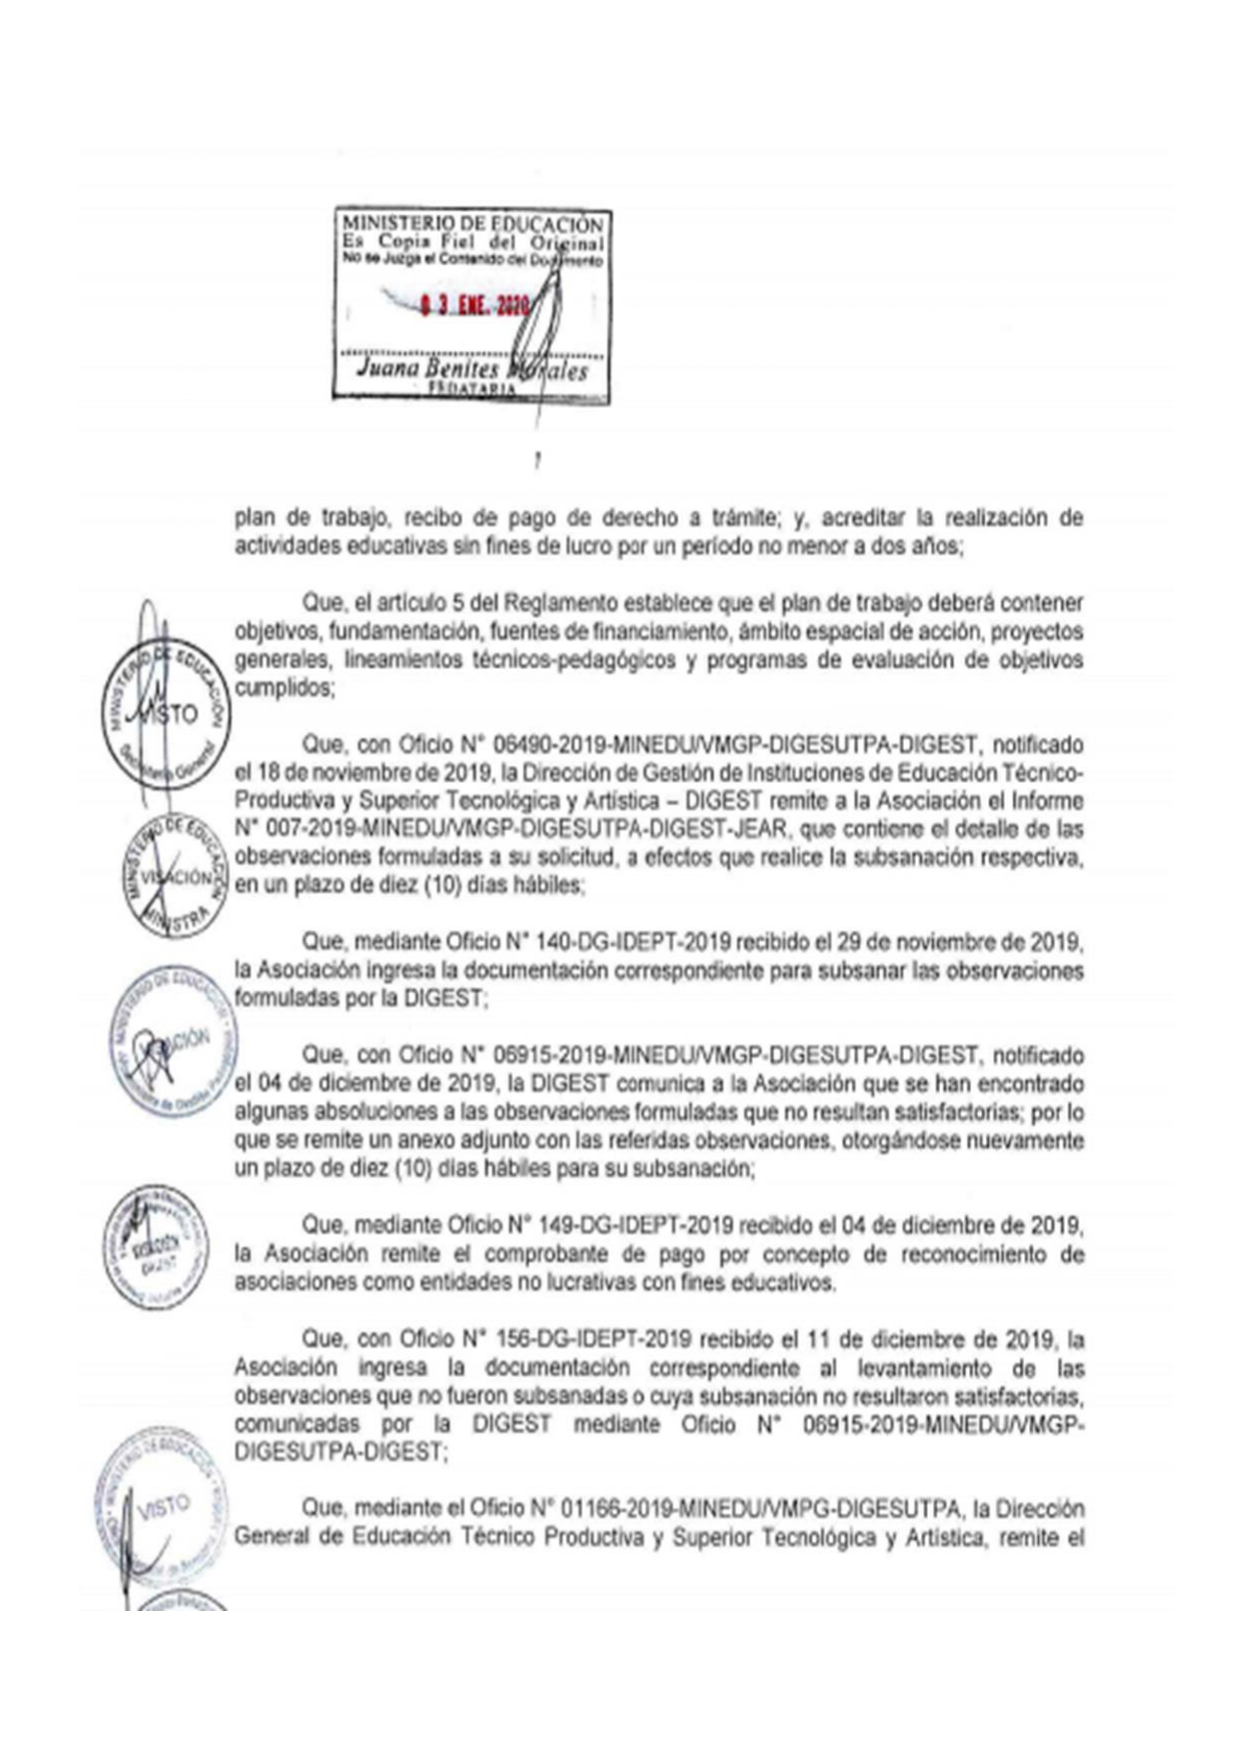 MINISTERIO DE EDUCACIÓN
Es Copia Fiel del Original
No se Juzga el Contenido del Documento
03 ENE. 2020
Juana Benites Morales
FEDATARIA
plan de trabajo, recibo de pago de derecho a trámite; y, acreditar la realización de
actividades educativas sin fines de lucro por un período no menor a dos años;
Que, el artículo 5 del Reglamento establece que el plan de trabajo deberá contener
objetivos, fundamentación, fuentes de financiamiento, ámbito espacial de acción, proyectos
generales, lineamientos técnicos-pedagógicos y programas de evaluación de objetivos
cumplidos;
MINISTERIO DE EDUCACIÓN
VISTO
Secretaría General
Que, con Oficio N° 06490-2019-MINEDU/VMGP-DIGESUTPA-DIGEST, notificado
el 18 de noviembre de 2019, la Dirección de Gestión de Instituciones de Educación Técnico-
Productiva y Superior Tecnológica y Artística – DIGEST remite a la Asociación el Informe
N° 007-2019-MINEDU/VMGP-DIGESUTPA-DIGEST-JEAR, que contiene el detalle de las
observaciones formuladas a su solicitud, a efectos que realice la subsanación respectiva,
en un plazo de diez (10) días hábiles;
MINISTERIO DE EDUCACIÓN
VISACIÓN
MINISTRA
Que, mediante Oficio N° 140-DG-IDEPT-2019 recibido el 29 de noviembre de 2019,
la Asociación ingresa la documentación correspondiente para subsanar las observaciones
formuladas por la DIGEST;
MINISTERIO DE EDUCACIÓN
Que, con Oficio N° 06915-2019-MINEDU/VMGP-DIGESUTPA-DIGEST, notificado
el 04 de diciembre de 2019, la DIGEST comunica a la Asociación que se han encontrado
algunas absoluciones a las observaciones formuladas que no resultan satisfactorias; por lo
que se remite un anexo adjunto con las referidas observaciones, otorgándose nuevamente
un plazo de diez (10) días hábiles para su subsanación;
Que, mediante Oficio N° 149-DG-IDEPT-2019 recibido el 04 de diciembre de 2019,
la Asociación remite el comprobante de pago por concepto de reconocimiento de
asociaciones como entidades no lucrativas con fines educativos.
Que, con Oficio N° 156-DG-IDEPT-2019 recibido el 11 de diciembre de 2019, la
Asociación ingresa la documentación correspondiente al levantamiento de las
observaciones que no fueron subsanadas o cuya subsanación no resultaron satisfactorias,
comunicadas por la DIGEST mediante Oficio N° 06915-2019-MINEDU/VMGP-
DIGESUTPA-DIGEST;
VISTO
Que, mediante el Oficio N° 01166-2019-MINEDU/VMPG-DIGESUTPA, la Dirección
General de Educación Técnico Productiva y Superior Tecnológica y Artística, remite el